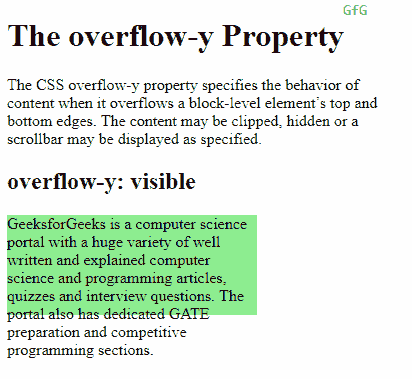 GfG
The overflow-y Property
The CSS overflow-y property specifies the behavior of
content when it overflows a block-level element’s top and
bottom edges. The content may be clipped, hidden or a
scrollbar may be displayed as specified.
overflow-y: visible
GeeksforGeeks is a computer science
portal with a huge variety of well
written and explained computer
science and programming articles,
quizzes and interview questions. The
portal also has dedicated GATE
preparation and competitive
programming sections.